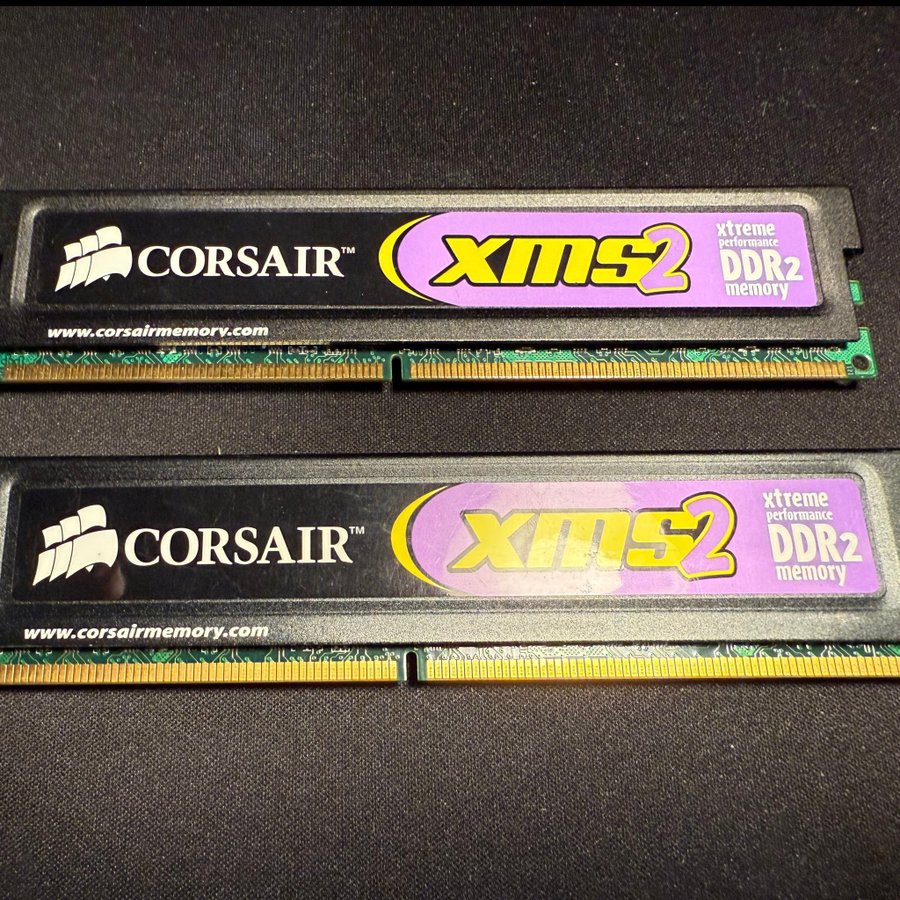 CORSAIR™
xms2
xtreme
performance
DDR2
memory
www.corsairmemory.com
CORSAIR™
xms2
xtreme
performance
DDR2
memory
www.corsairmemory.com